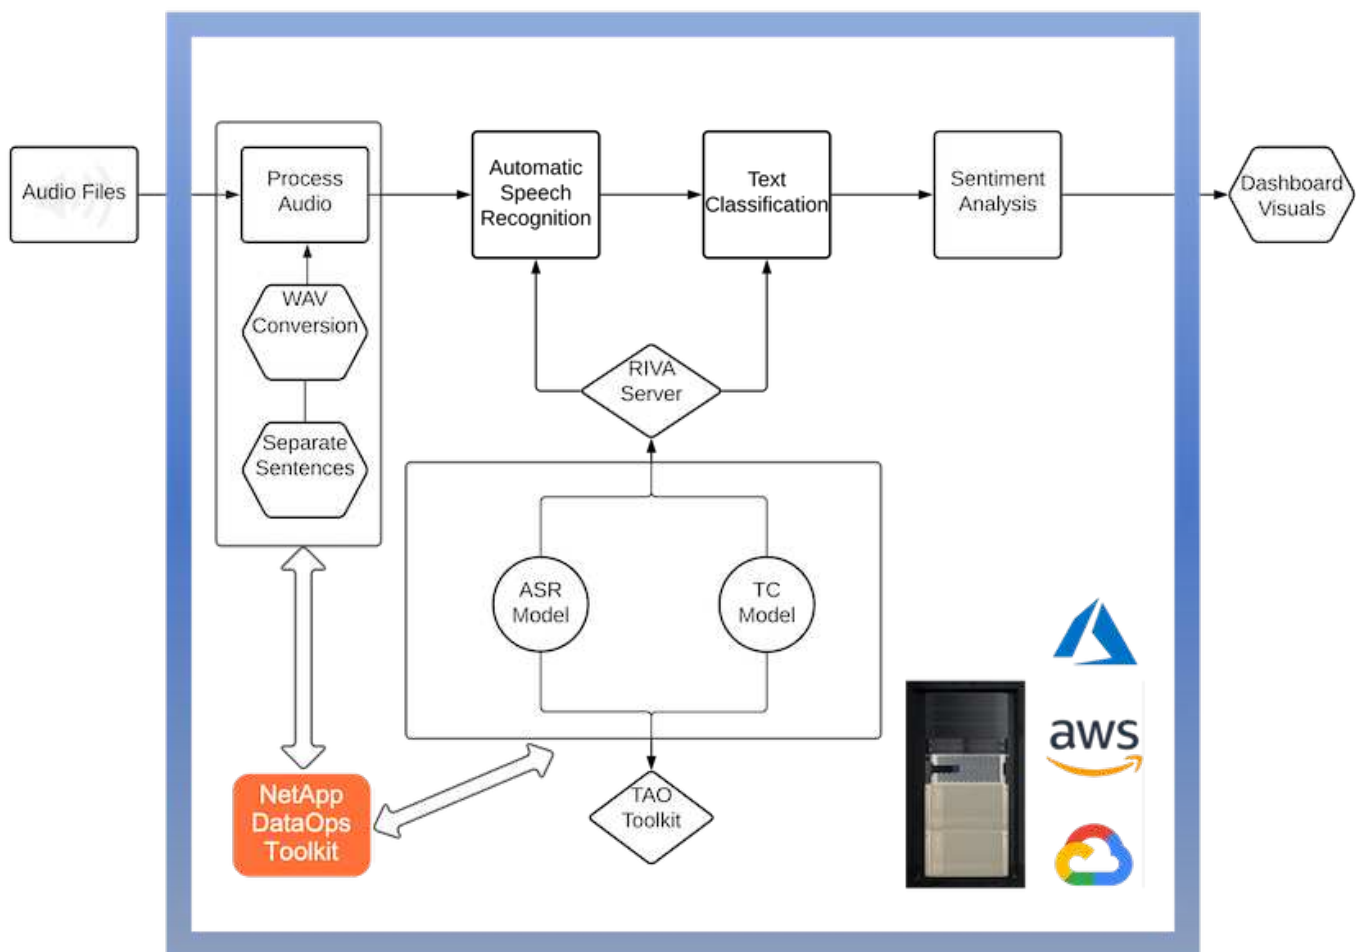 Audio Files
Process
Audio
Automatic
Speech
Recognition
Text
Classification
Sentiment
Analysis
Dashboard
Visuals
WAV
Conversion
Separate
Sentences
RIVA
Server
ASR
Model
TC
Model
TAO
Toolkit
NetApp
DataOps
Toolkit
aws